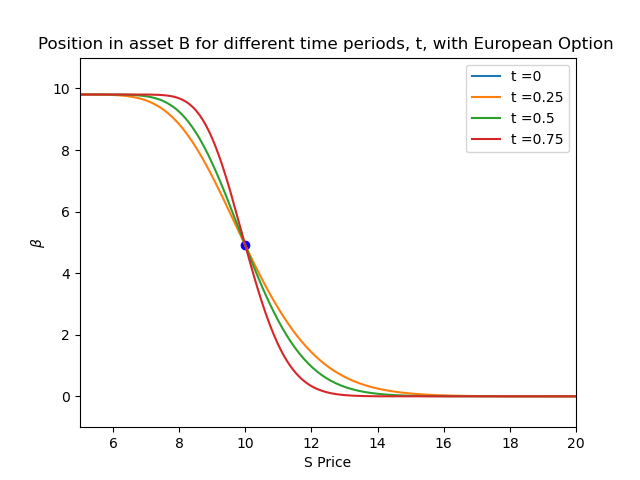 Position in asset B for different time periods, t, with European Option
t =0
t =0.25
t =0.5
t =0.75
10
8
6
4
2
0
β
6 8 10 12 14 16 18 20
S Price